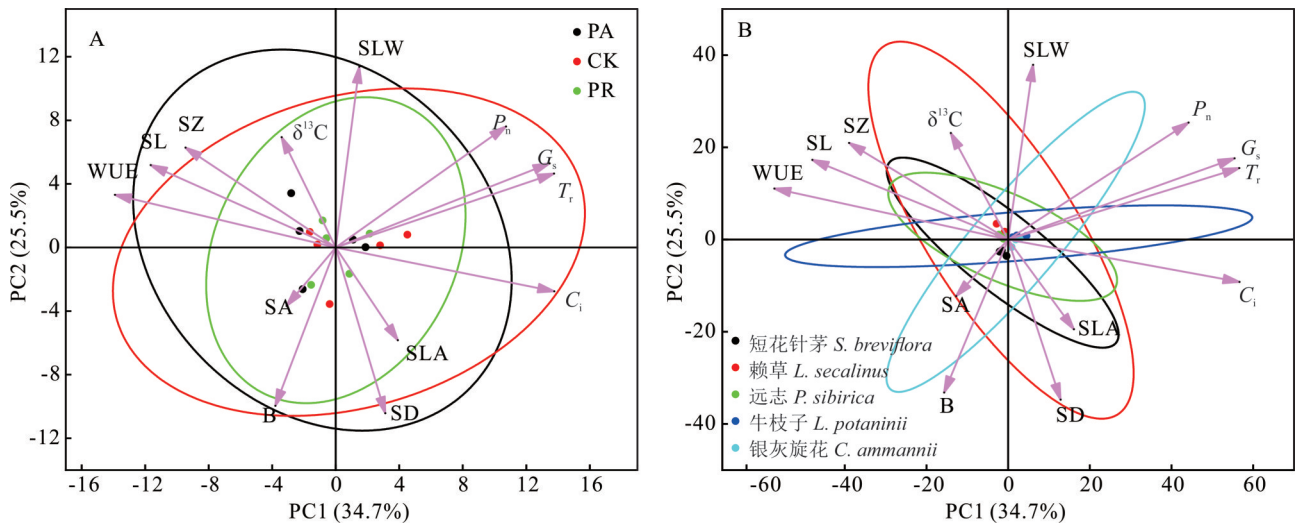 A
PA
CK
PR
SLW
δ¹³C
Pn
SZ
SL
WUE
Gs
Tr
Ci
SA
SLA
B
SD
12
8
4
0
-4
-8
-12
-16
-12
-8
-4
0
4
8
12
16
PC2 (25.5%)
PC1 (34.7%)
B
SLW
δ¹³C
Pn
SZ
SL
WUE
Gs
Tr
Ci
SA
SLA
B
SD
短花针茅 S. breviflora
赖草 L. secalinus
远志 P. sibirica
牛枝子 L. potaninii
银灰旋花 C. ammannii
40
20
0
-20
-40
-60
-40
-20
0
20
40
60
PC2 (25.5%)
PC1 (34.7%)